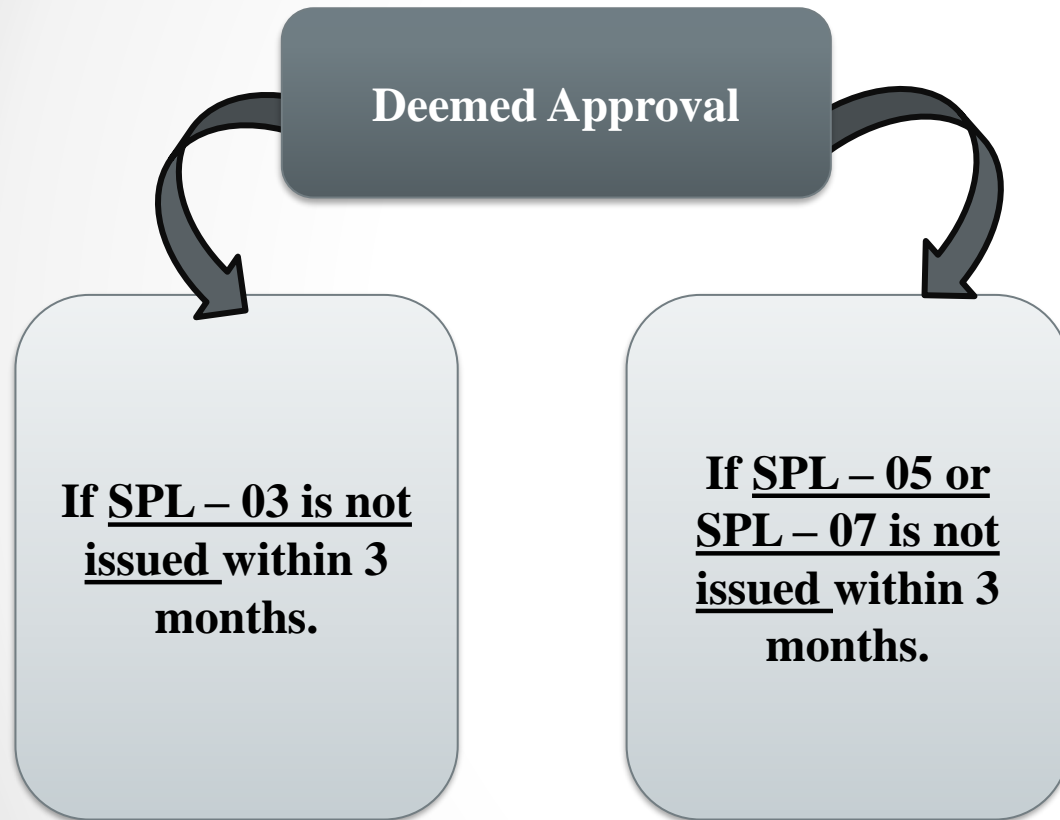 Deemed Approval
If SPL – 03 is not
issued within 3
months.
If SPL – 05 or
SPL – 07 is not
issued within 3
months.